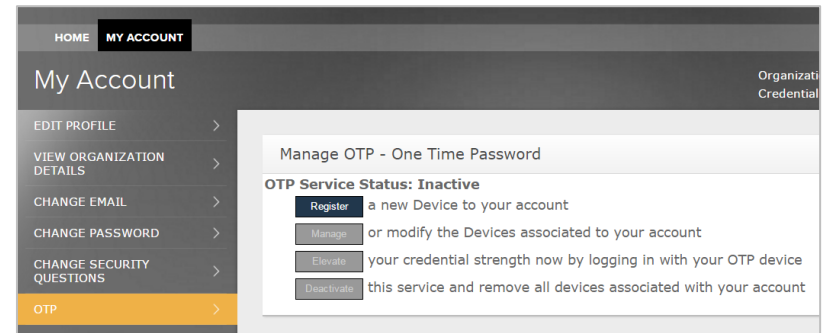 HOME MY ACCOUNT
My Account
EDIT PROFILE
VIEW ORGANIZATION
DETAILS
CHANGE EMAIL
CHANGE PASSWORD
CHANGE SECURITY
QUESTIONS
OTP
Credential
Manage OTP - One Time Password
OTP Service Status: Inactive
Register a new Device to your account
Manage or modify the Devices associated to your account
Elevate your credential strength now by logging in with your OTP device
Deactivate this service and remove all devices associated with your account